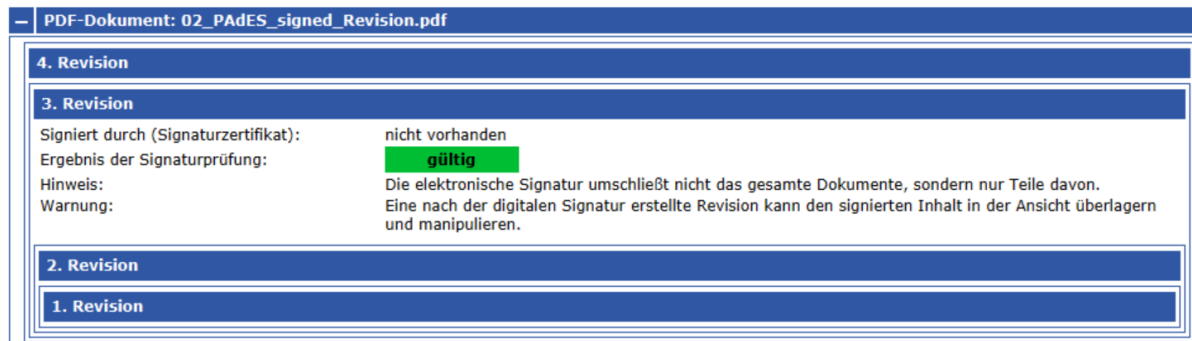 PDF-Dokument: 02_PAdES_signed_Revision.pdf
4. Revision
3. Revision
Signiert durch (Signaturzertifikat): nicht vorhanden
Ergebnis der Signaturprüfung: gültig
Hinweis: Die elektronische Signatur umschließt nicht das gesamte Dokumente, sondern nur Teile davon.
Warnung: Eine nach der digitalen Signatur erstellte Revision kann den signierten Inhalt in der Ansicht überlagern
und manipulieren.
2. Revision
1. Revision